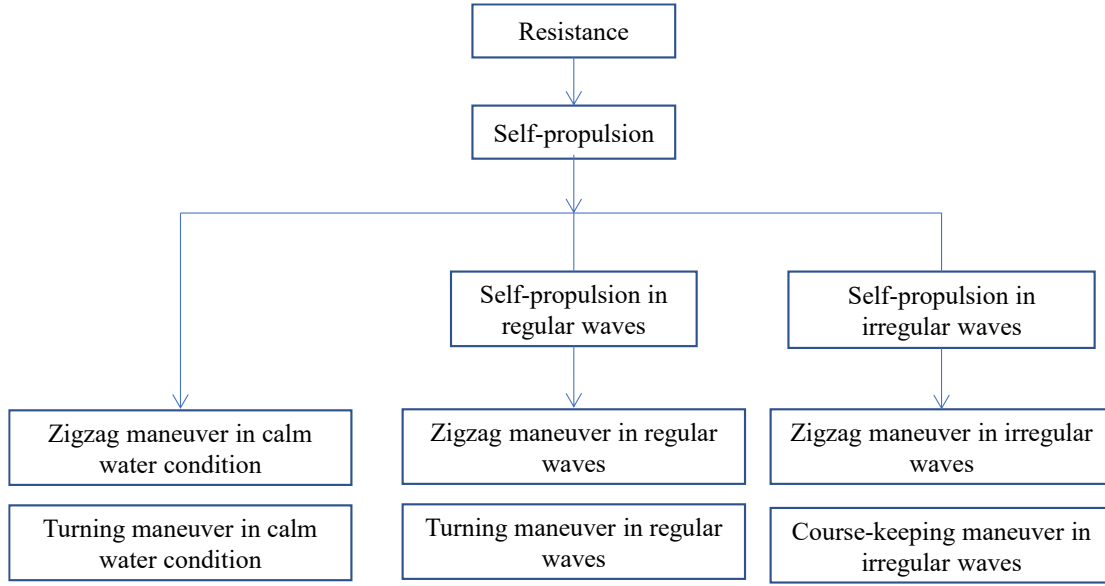 Resistance
Self-propulsion
Self-propulsion in
regular waves
Self-propulsion in
irregular waves
Zigzag maneuver in calm
water condition
Zigzag maneuver in regular
waves
Zigzag maneuver in irregular
waves
Turning maneuver in calm
water condition
Turning maneuver in regular
waves
Course-keeping maneuver in
irregular waves